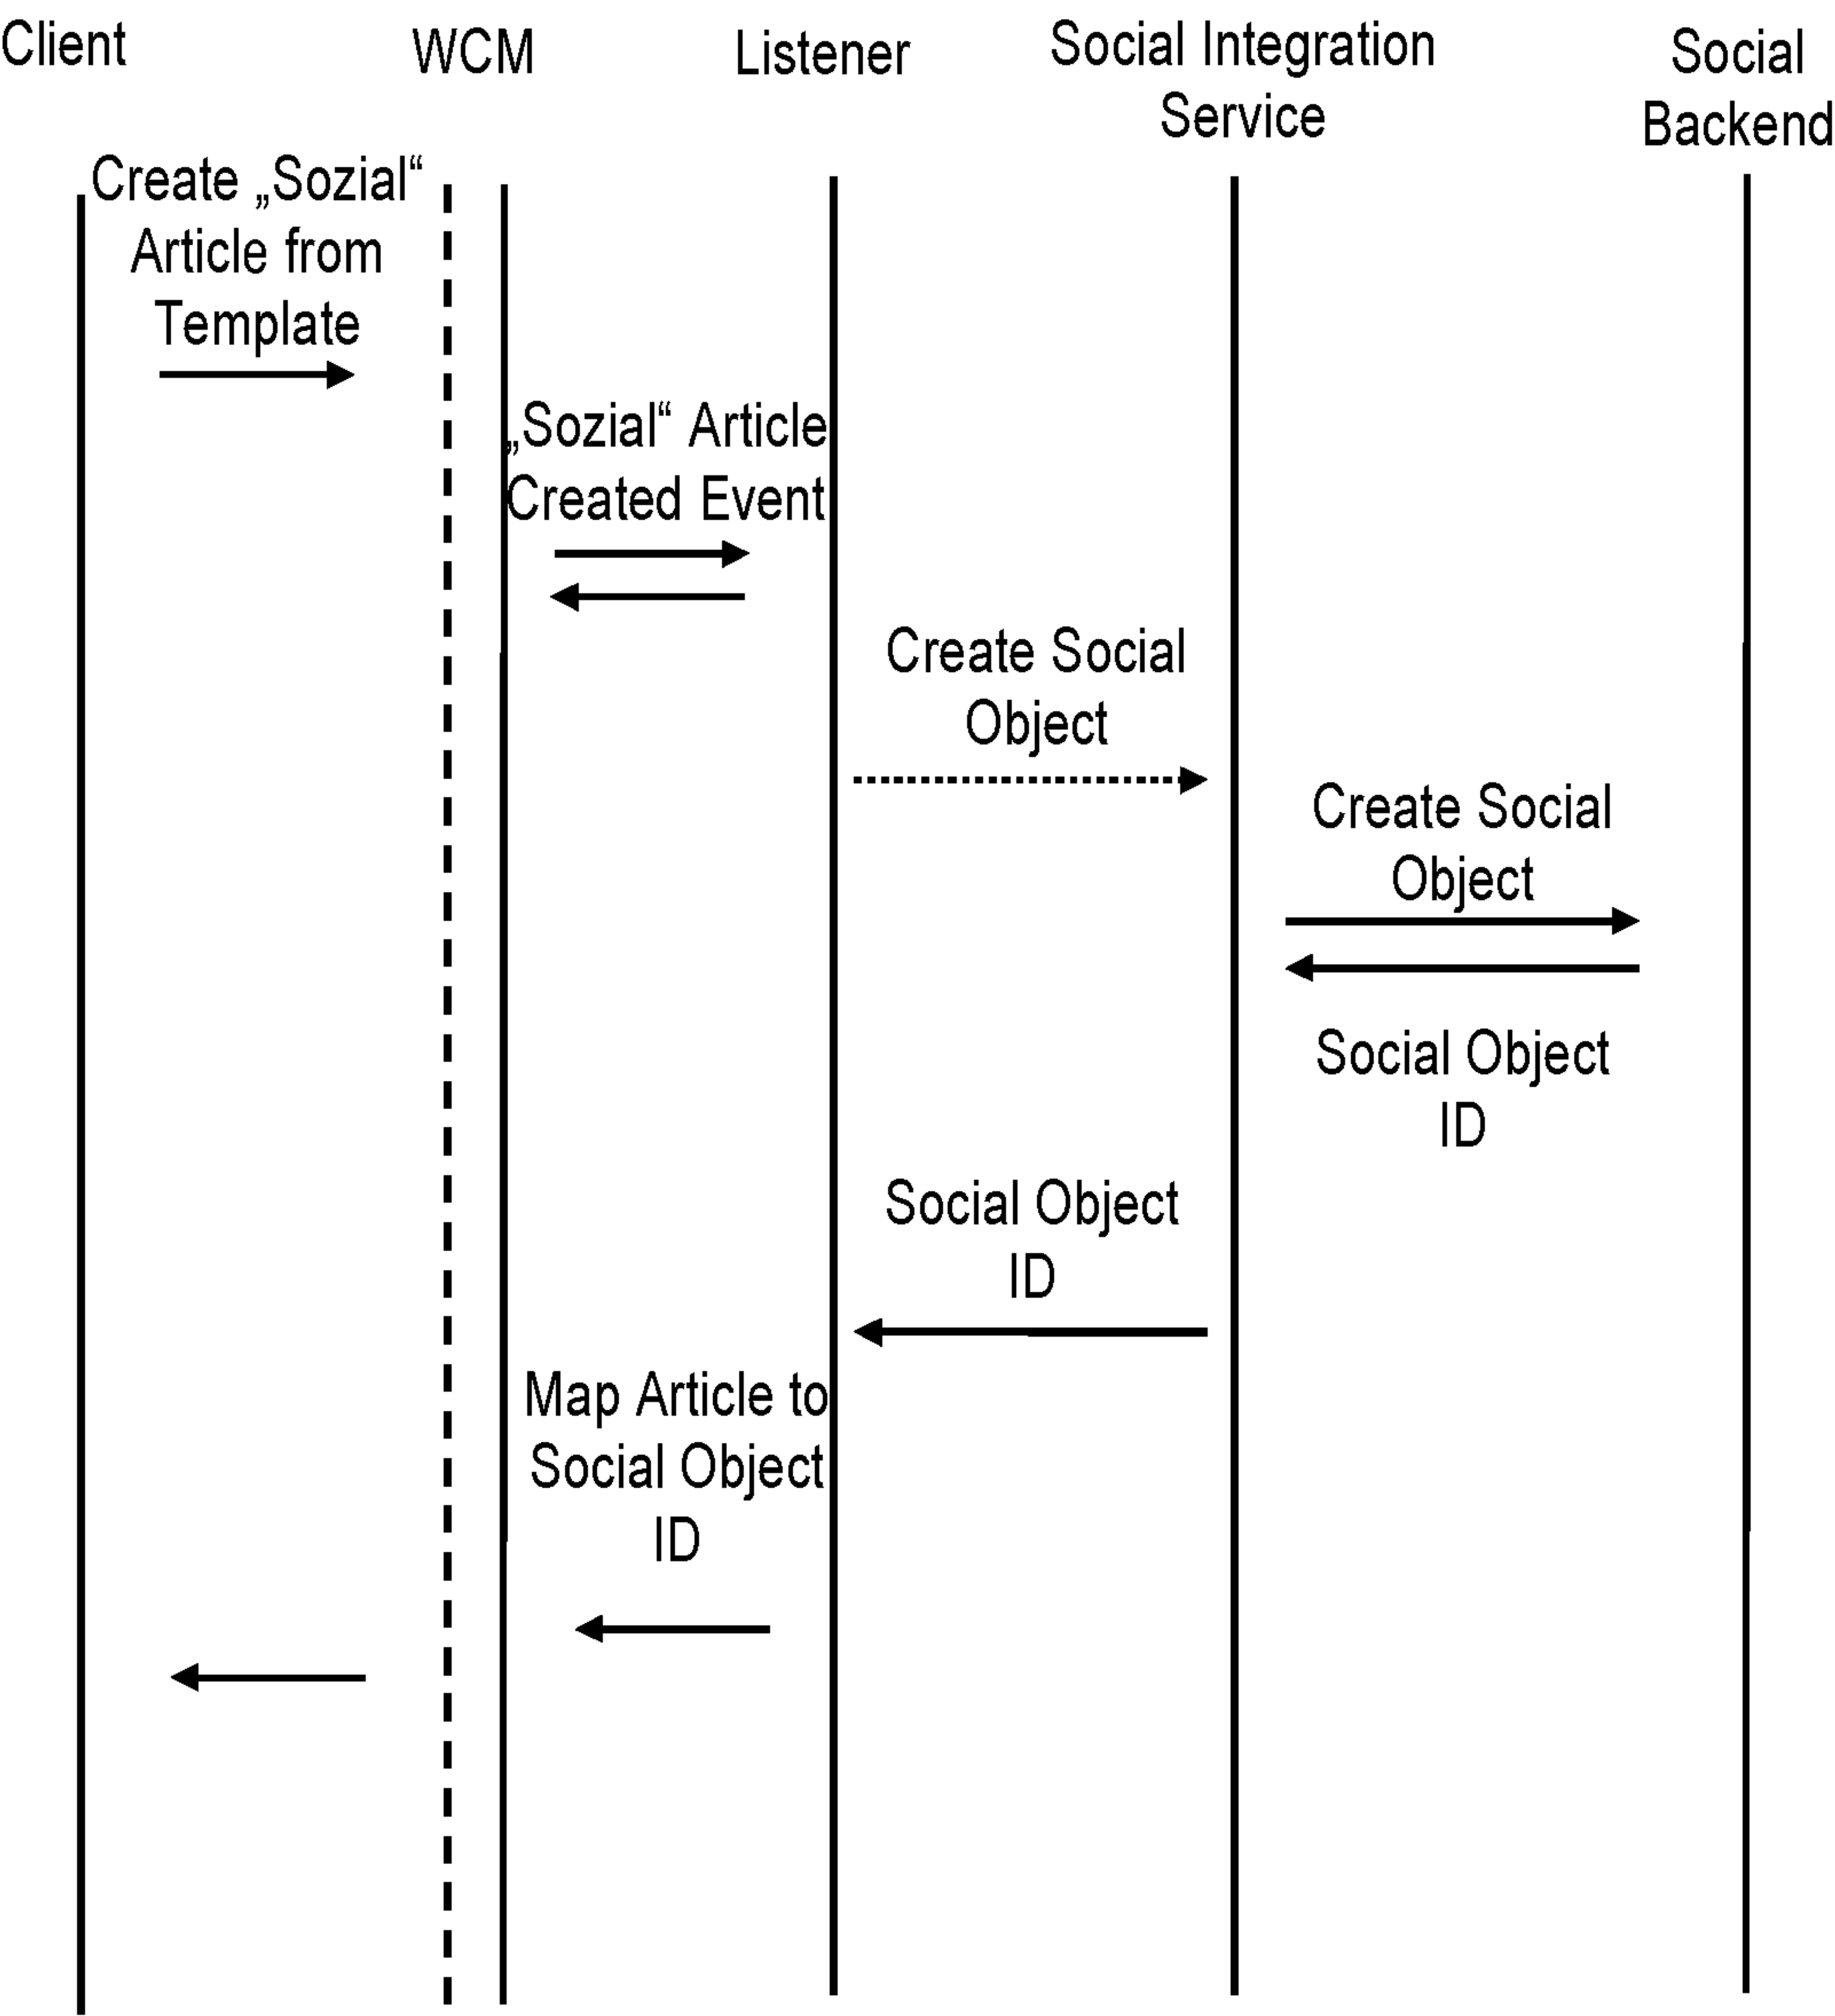 Client
WCM
Listener
Social Integration
Service
Social
Backend
Create „Sozial“
Article from
Template
„Sozial“ Article
Created Event
Create Social
Object
Create Social
Object
Social Object
ID
Social Object
ID
Map Article to
Social Object
ID